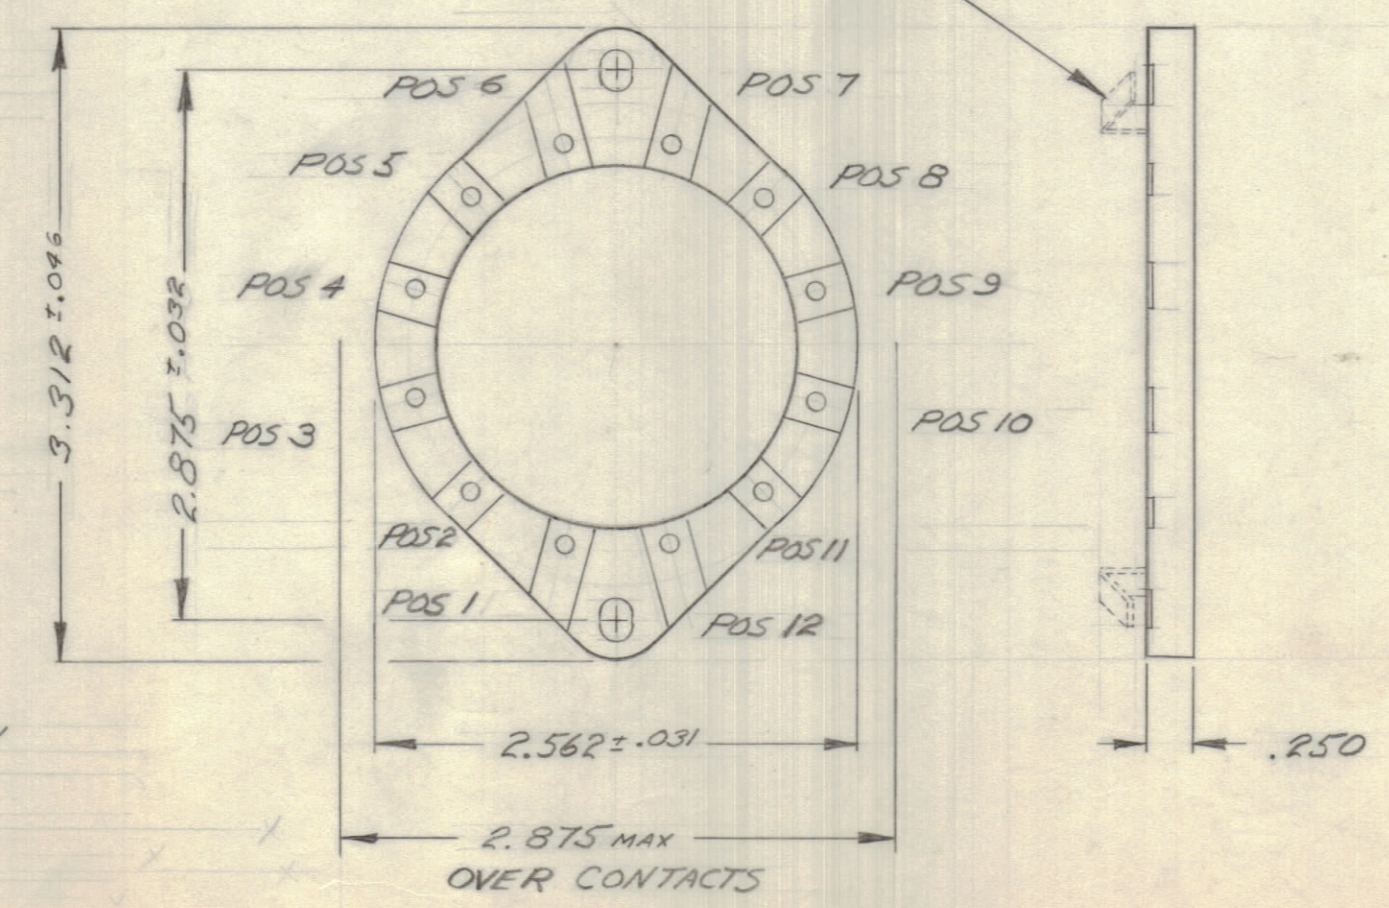 POS 6
POS 7
POS 5
POS 8
POS 4
POS 9
3.312 ±.046
2.875 ±.032
POS 3
POS 10
POS 2
POS 11
POS 1
POS 12
2.562 ±.031
.250
2.875 MAX
OVER CONTACTS